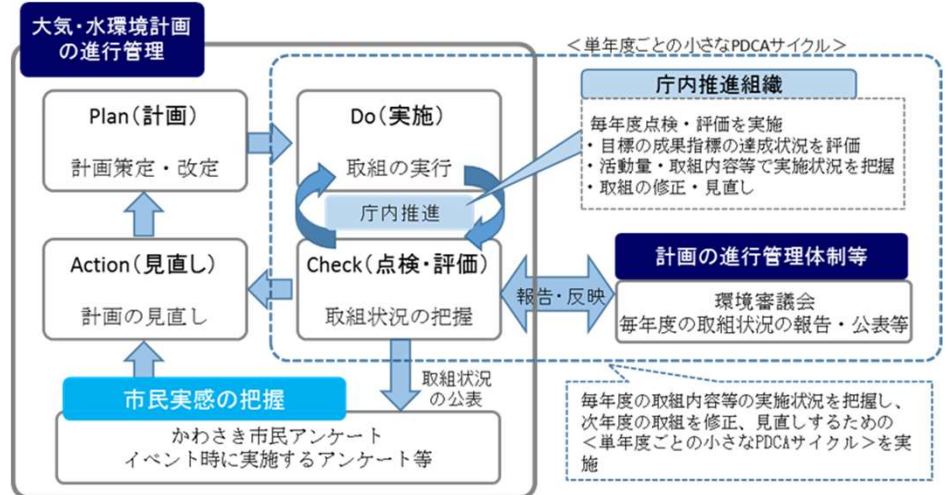 大気・水環境計画
の進行管理
＜単年度ごとの小さなPDCAサイクル＞
Plan（計画）
計画策定・改定
Do（実施）
取組の実行
庁内推進
庁内推進組織
毎年度点検・評価を実施
・目標の成果指標の達成状況を評価
・活動量・取組内容等で実施状況を把握
・取組の修正・見直し
Action（見直し）
計画の見直し
Check（点検・評価）
取組状況の把握
報告・反映
計画の進行管理体制等
環境審議会
毎年度の取組状況の報告・公表等
取組状況
の公表
市民実感の把握
かわさき市民アンケート
イベント時に実施するアンケート等
毎年度の取組内容等の実施状況を把握し、
次年度の取組を修正、見直しするための
＜単年度ごとの小さなPDCAサイクル＞を実
施